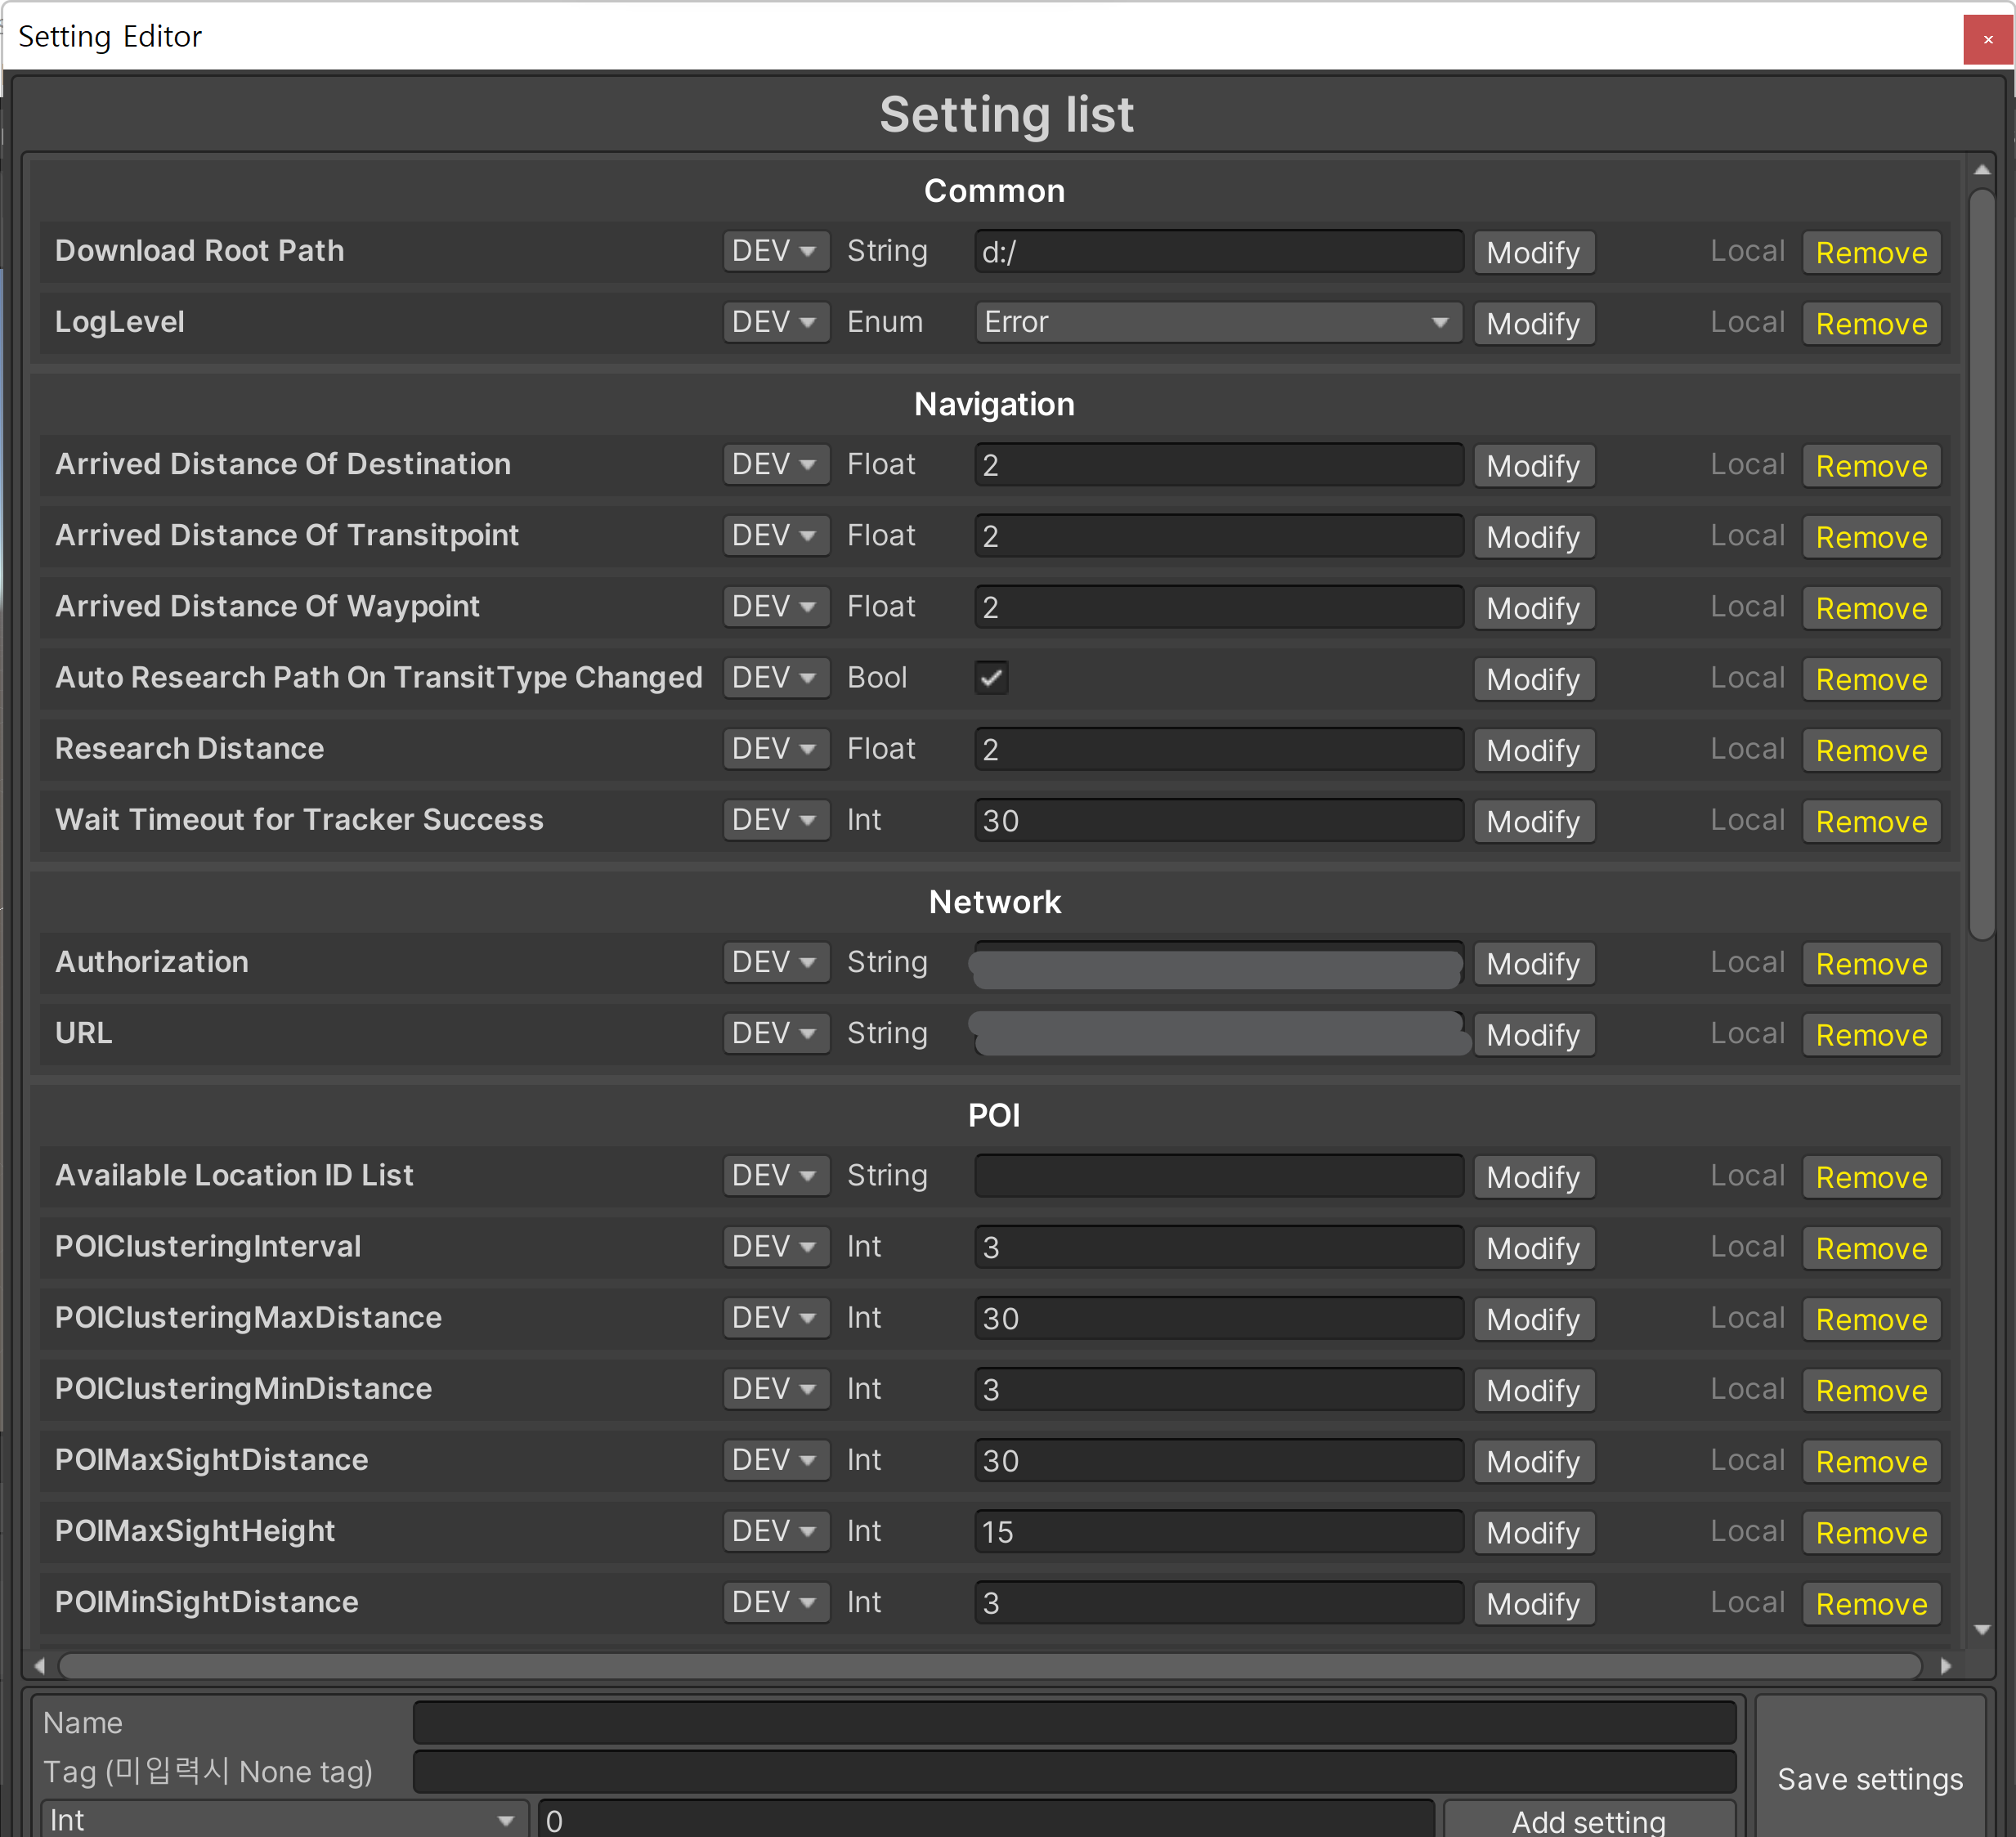 Setting Editor
Setting list
Common
Download Root Path DEV String d:/ Modify Local Remove
LogLevel DEV Enum Error Modify Local Remove
Navigation
Arrived Distance Of Destination DEV Float 2 Modify Local Remove
Arrived Distance Of Transitpoint DEV Float 2 Modify Local Remove
Arrived Distance Of Waypoint DEV Float 2 Modify Local Remove
Auto Research Path On TransitType Changed DEV Bool Modify Local Remove
Research Distance DEV Float 2 Modify Local Remove
Wait Timeout for Tracker Success DEV Int 30 Modify Local Remove
Network
Authorization DEV String Modify Local Remove
URL DEV String Modify Local Remove
POI
Available Location ID List DEV String Modify Local Remove
POIClusteringInterval DEV Int 3 Modify Local Remove
POIClusteringMaxDistance DEV Int 30 Modify Local Remove
POIClusteringMinDistance DEV Int 3 Modify Local Remove
POIMaxSightDistance DEV Int 30 Modify Local Remove
POIMaxSightHeight DEV Int 15 Modify Local Remove
POIMinSightDistance DEV Int 3 Modify Local Remove
Name
Tag (미입력시 None tag)
Save settings
Int 0 Add setting